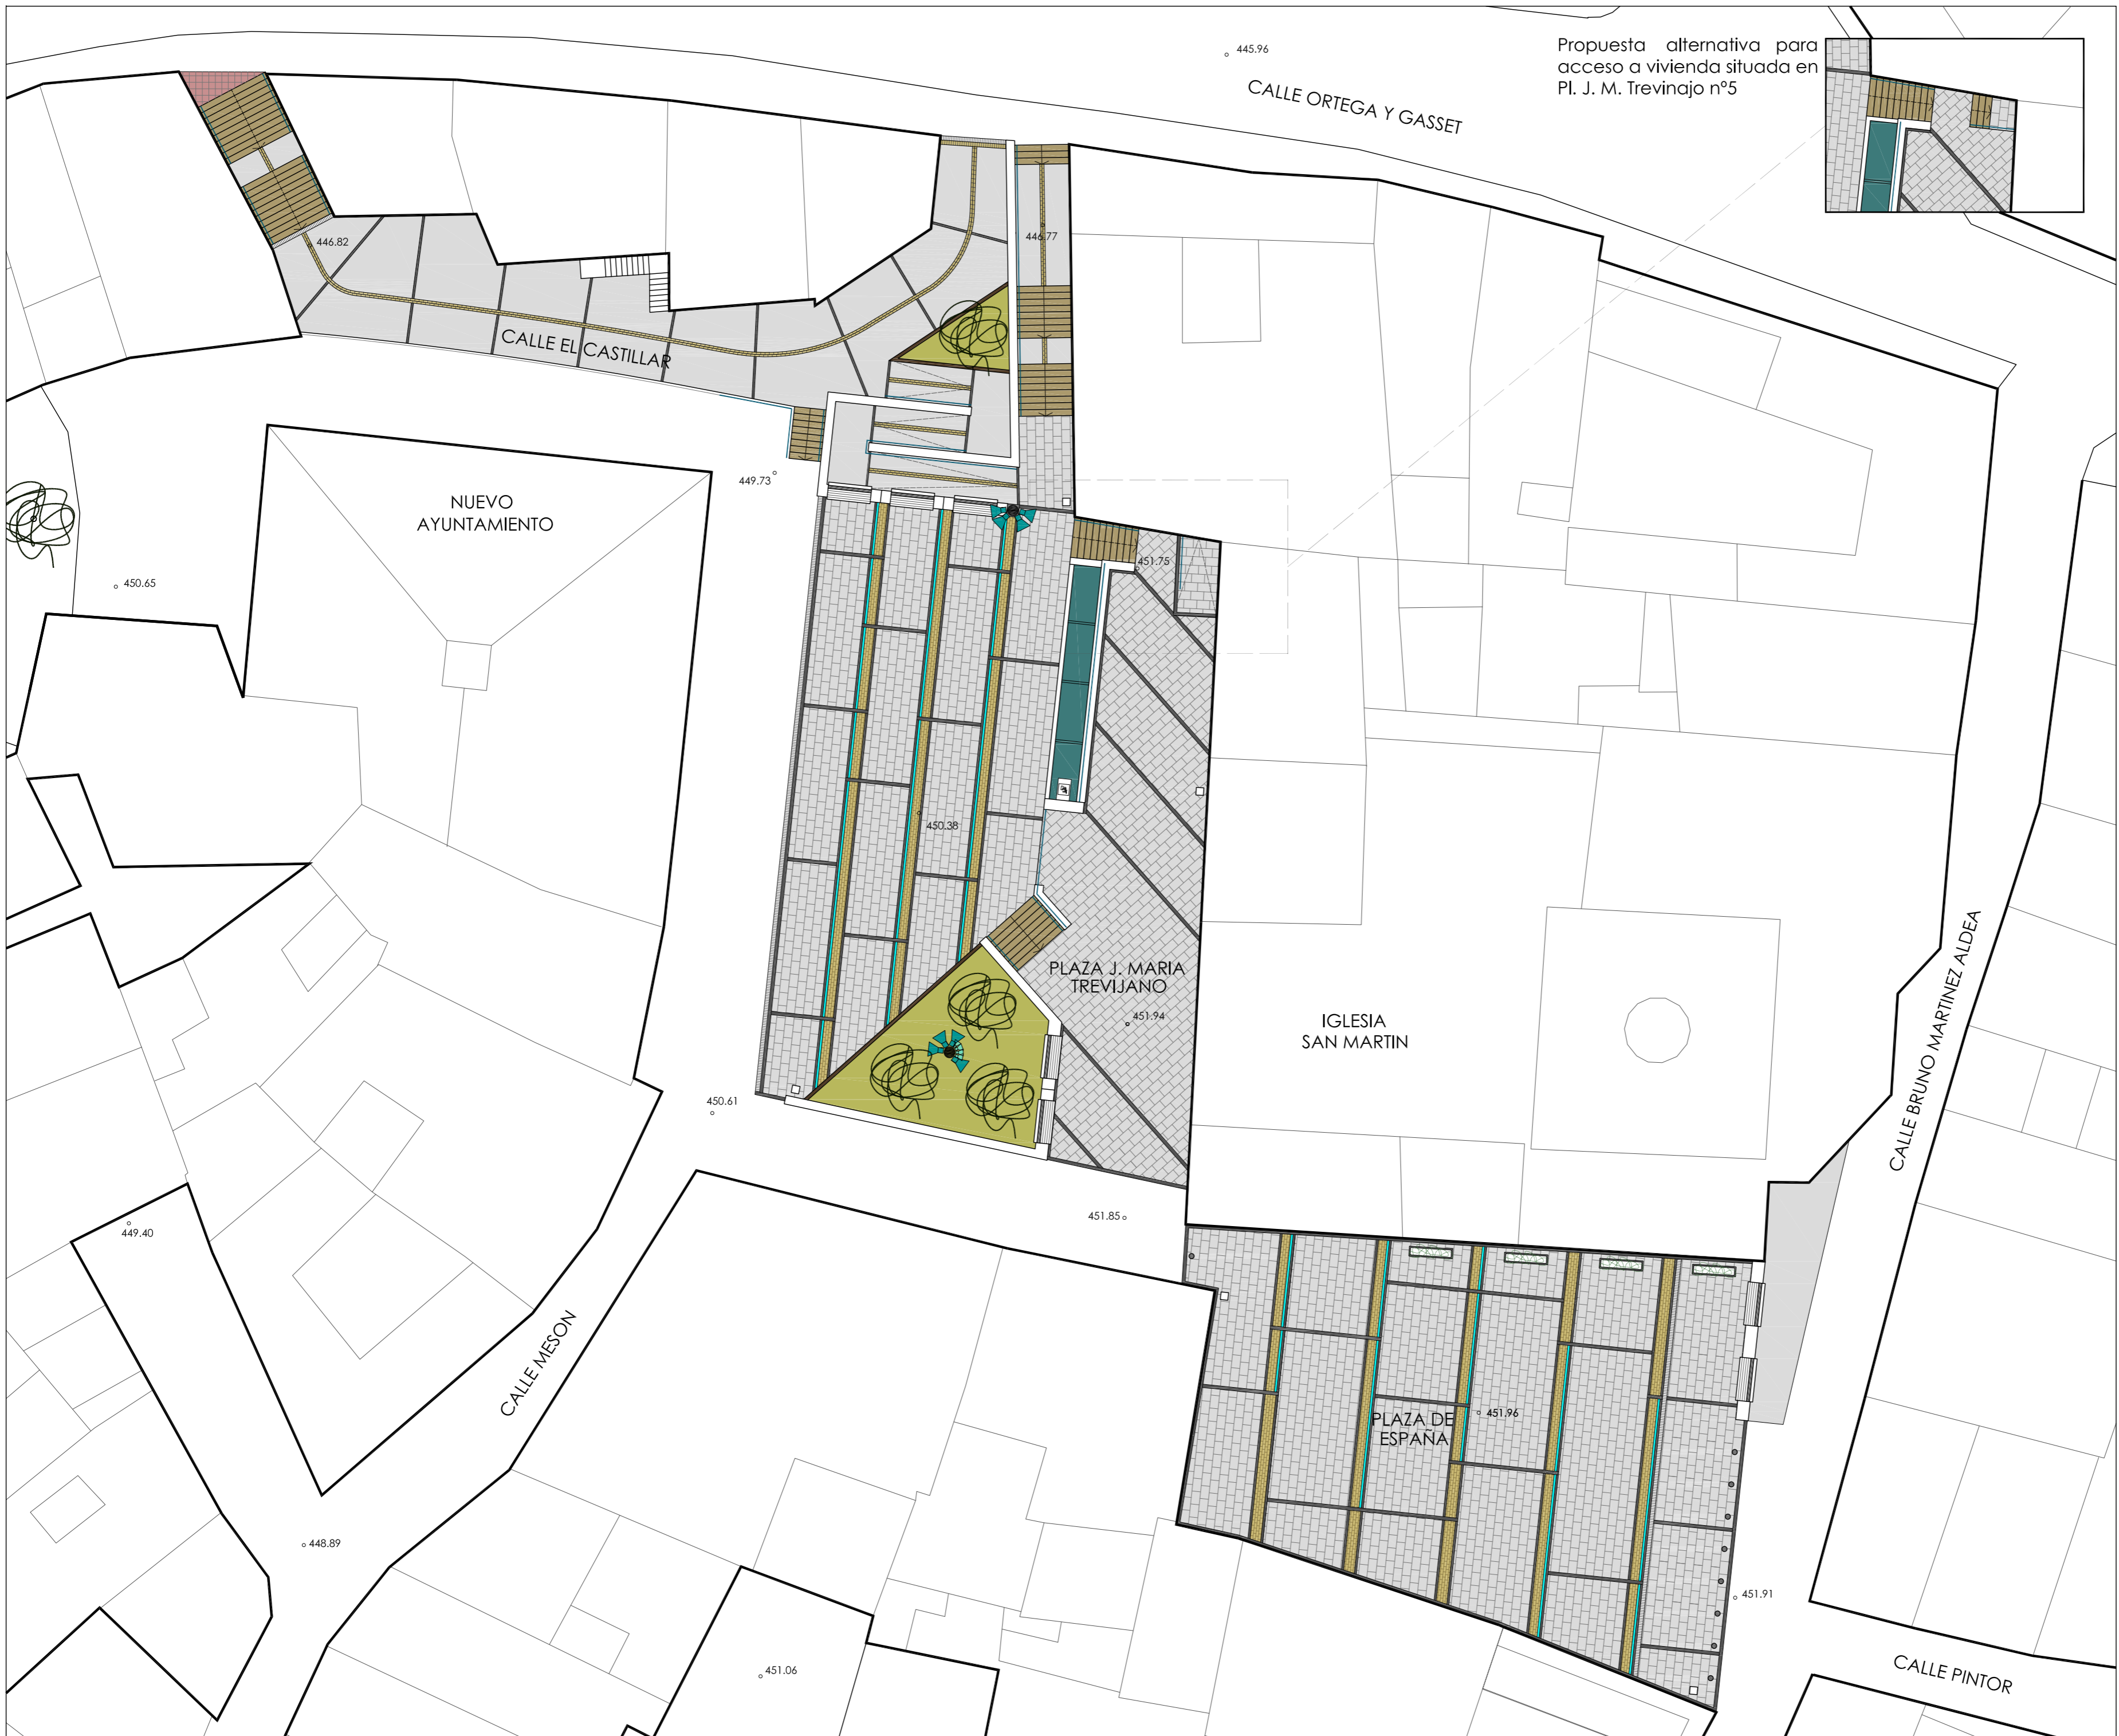 445.96
Propuesta alternativa para
acceso a vivienda situada en
Pl. J. M. Trevinajo nº5
CALLE ORTEGA Y GASSET
446.82
446.77
CALLE EL CASTILLAR
449.73
NUEVO
AYUNTAMIENTO
450.65
451.75
450.38
PLAZA J. MARIA
TREVIJANO
451.94
IGLESIA
SAN MARTIN
CALLE BRUNO MARTINEZ ALDEA
450.61
451.85
449.40
CALLE MESON
PLAZA DE
ESPAÑA
451.96
448.89
451.91
451.06
CALLE PINTOR